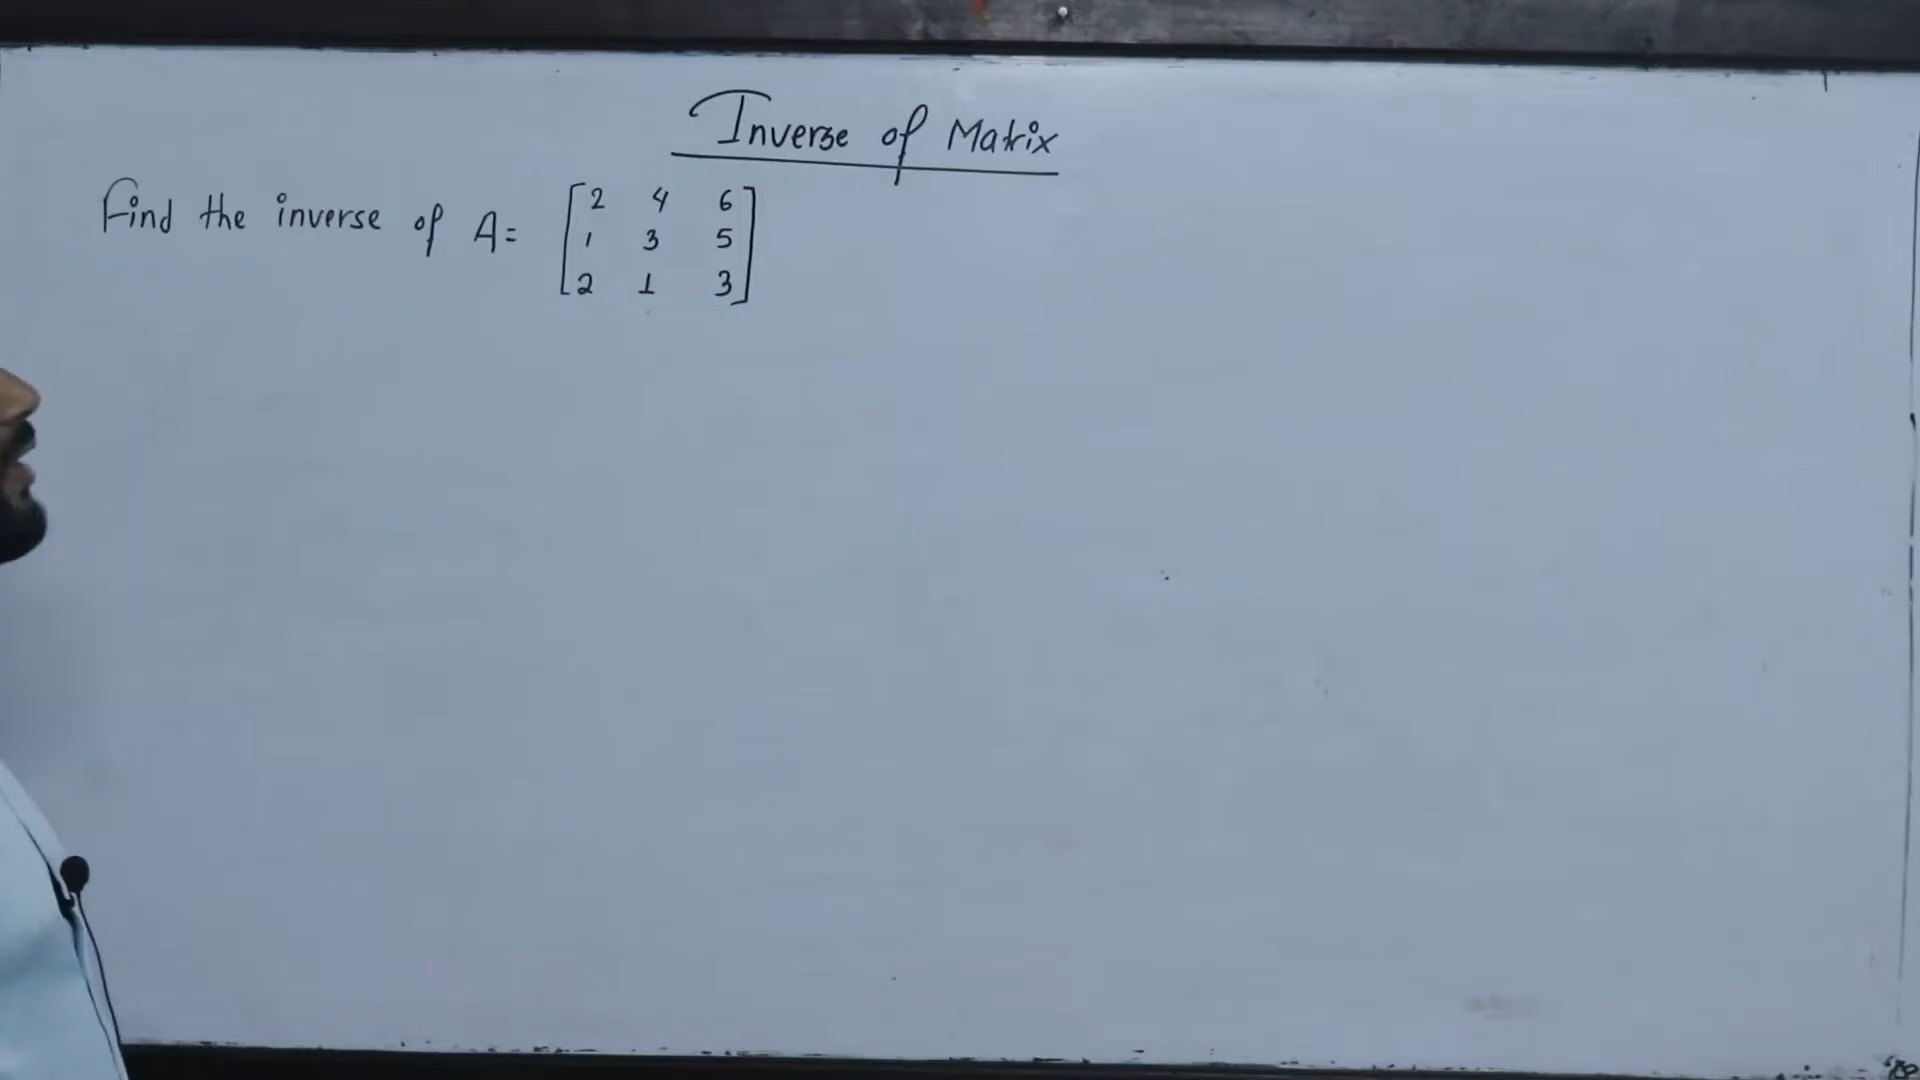 Inverse of Matrix
Find the inverse of A= [2 4 6
1 3 5
2 1 3]